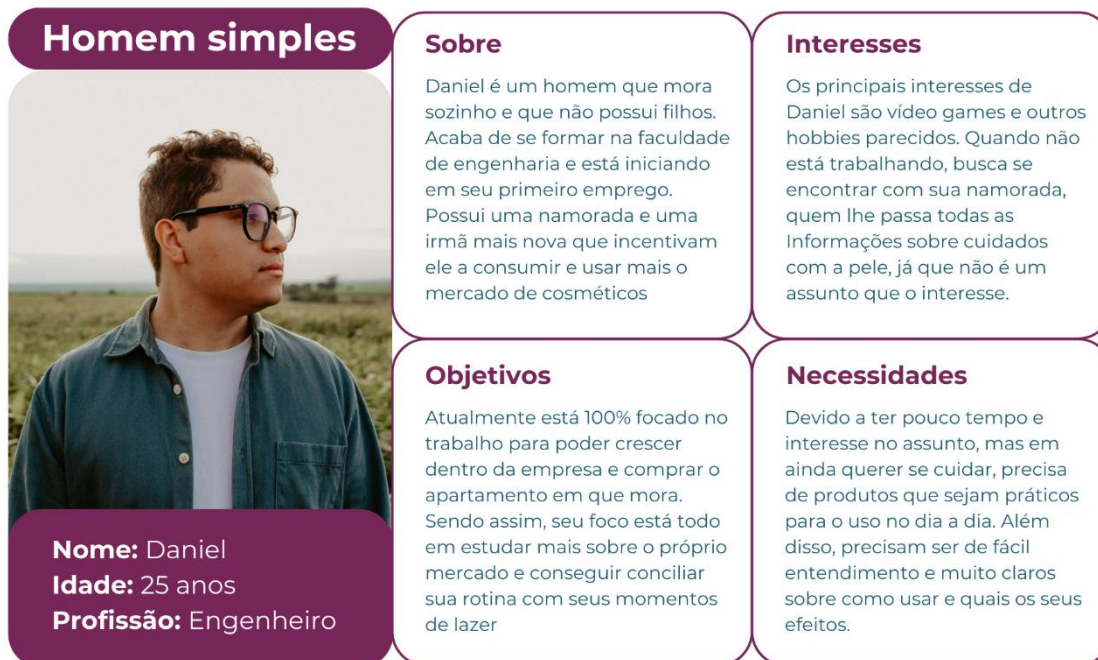 Homem simples
Nome: Daniel
Idade: 25 anos
Profissão: Engenheiro
Sobre
Daniel é um homem que mora
sozinho e que não possui filhos.
Acaba de se formar na faculdade
de engenharia e está iniciando
em seu primeiro emprego.
Possui uma namorada e uma
irmã mais nova que incentivam
ele a consumir e usar mais o
mercado de cosméticos
Interesses
Os principais interesses de
Daniel são vídeo games e outros
hobbies parecidos. Quando não
está trabalhando, busca se
encontrar com sua namorada,
quem lhe passa todas as
Informações sobre cuidados
com a pele, já que não é um
assunto que o interesse.
Objetivos
Atualmente está 100% focado no
trabalho para poder crescer
dentro da empresa e comprar o
apartamento em que mora.
Sendo assim, seu foco está todo
em estudar mais sobre o próprio
mercado e conseguir conciliar
sua rotina com seus momentos
de lazer
Necessidades
Devido a ter pouco tempo e
interesse no assunto, mas em
ainda querer se cuidar, precisa
de produtos que sejam práticos
para o uso no dia a dia. Além
disso, precisam ser de fácil
entendimento e muito claros
sobre como usar e quais os seus
efeitos.